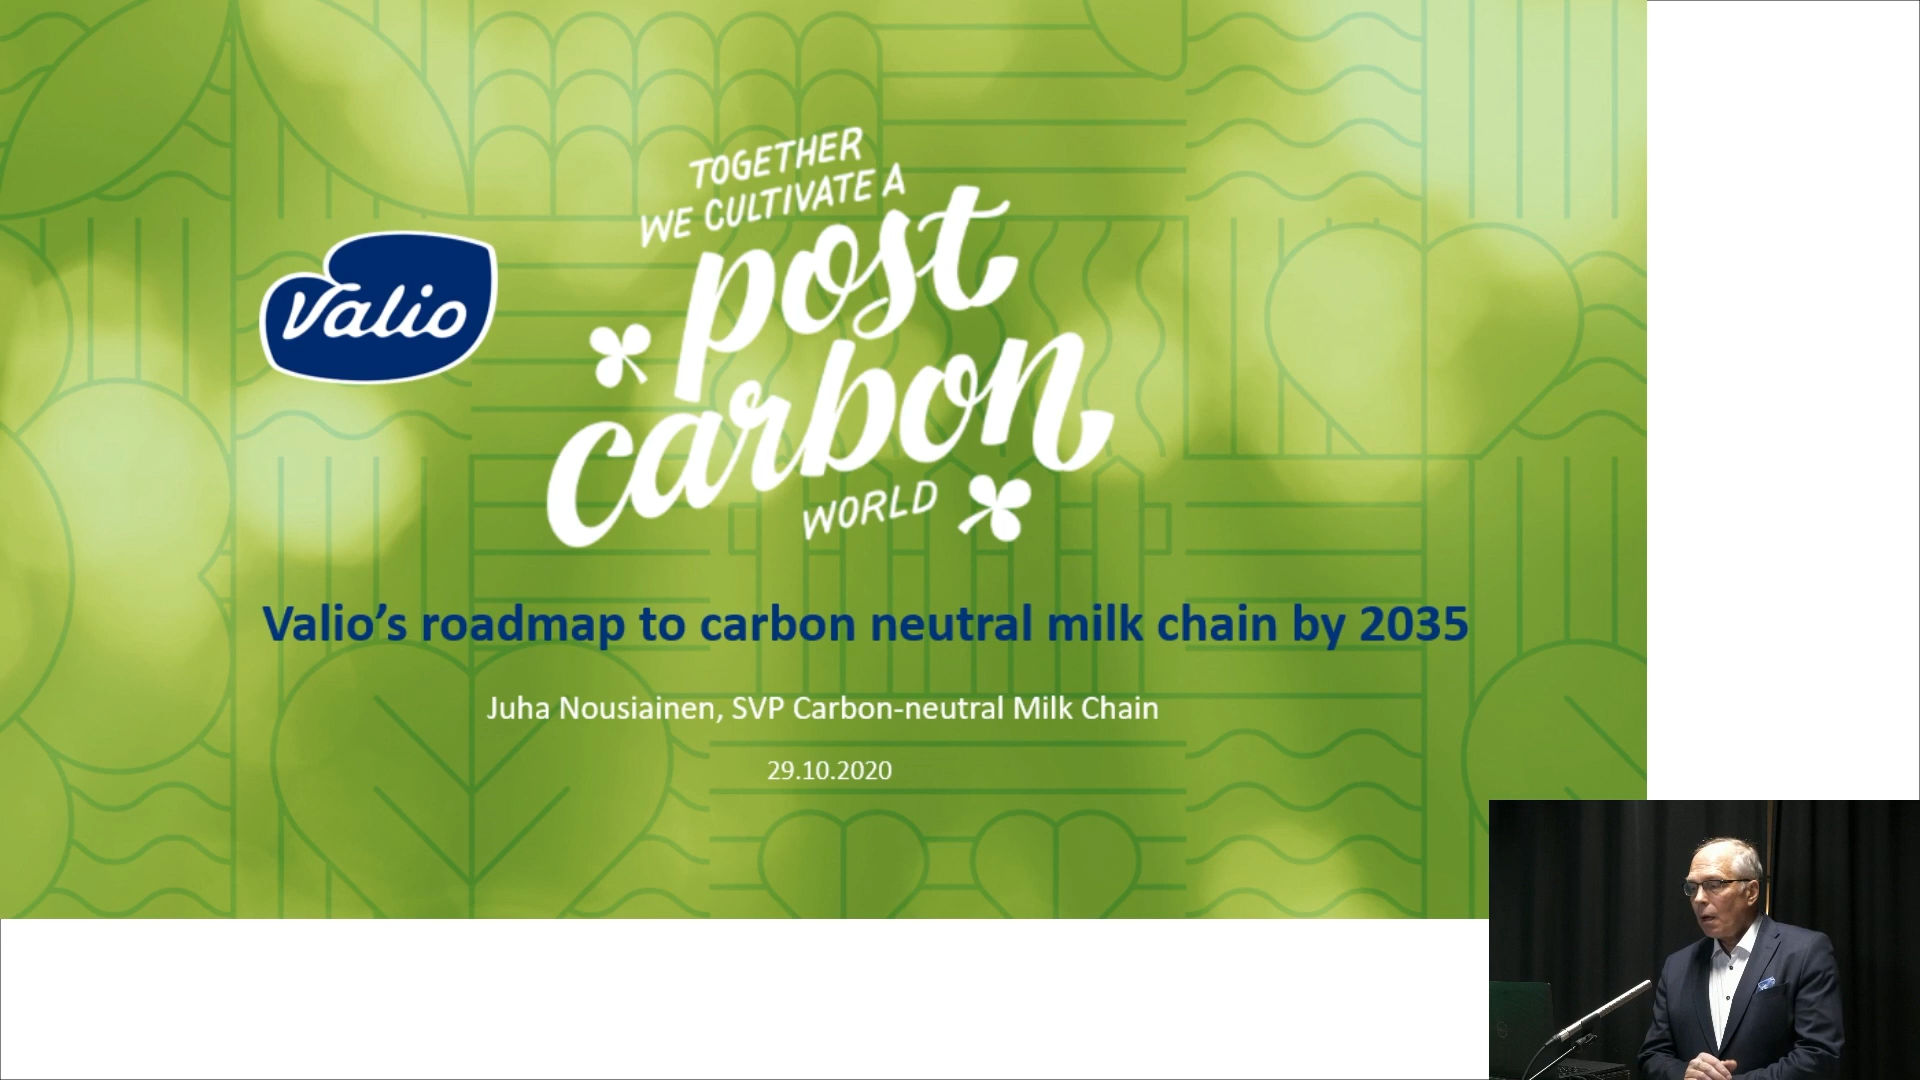 TOGETHER
WE CULTIVATE A
post
carbon
WORLD
Valio
Valio’s roadmap to carbon neutral milk chain by 2035
Juha Nousiainen, SVP Carbon-neutral Milk Chain
29.10.2020